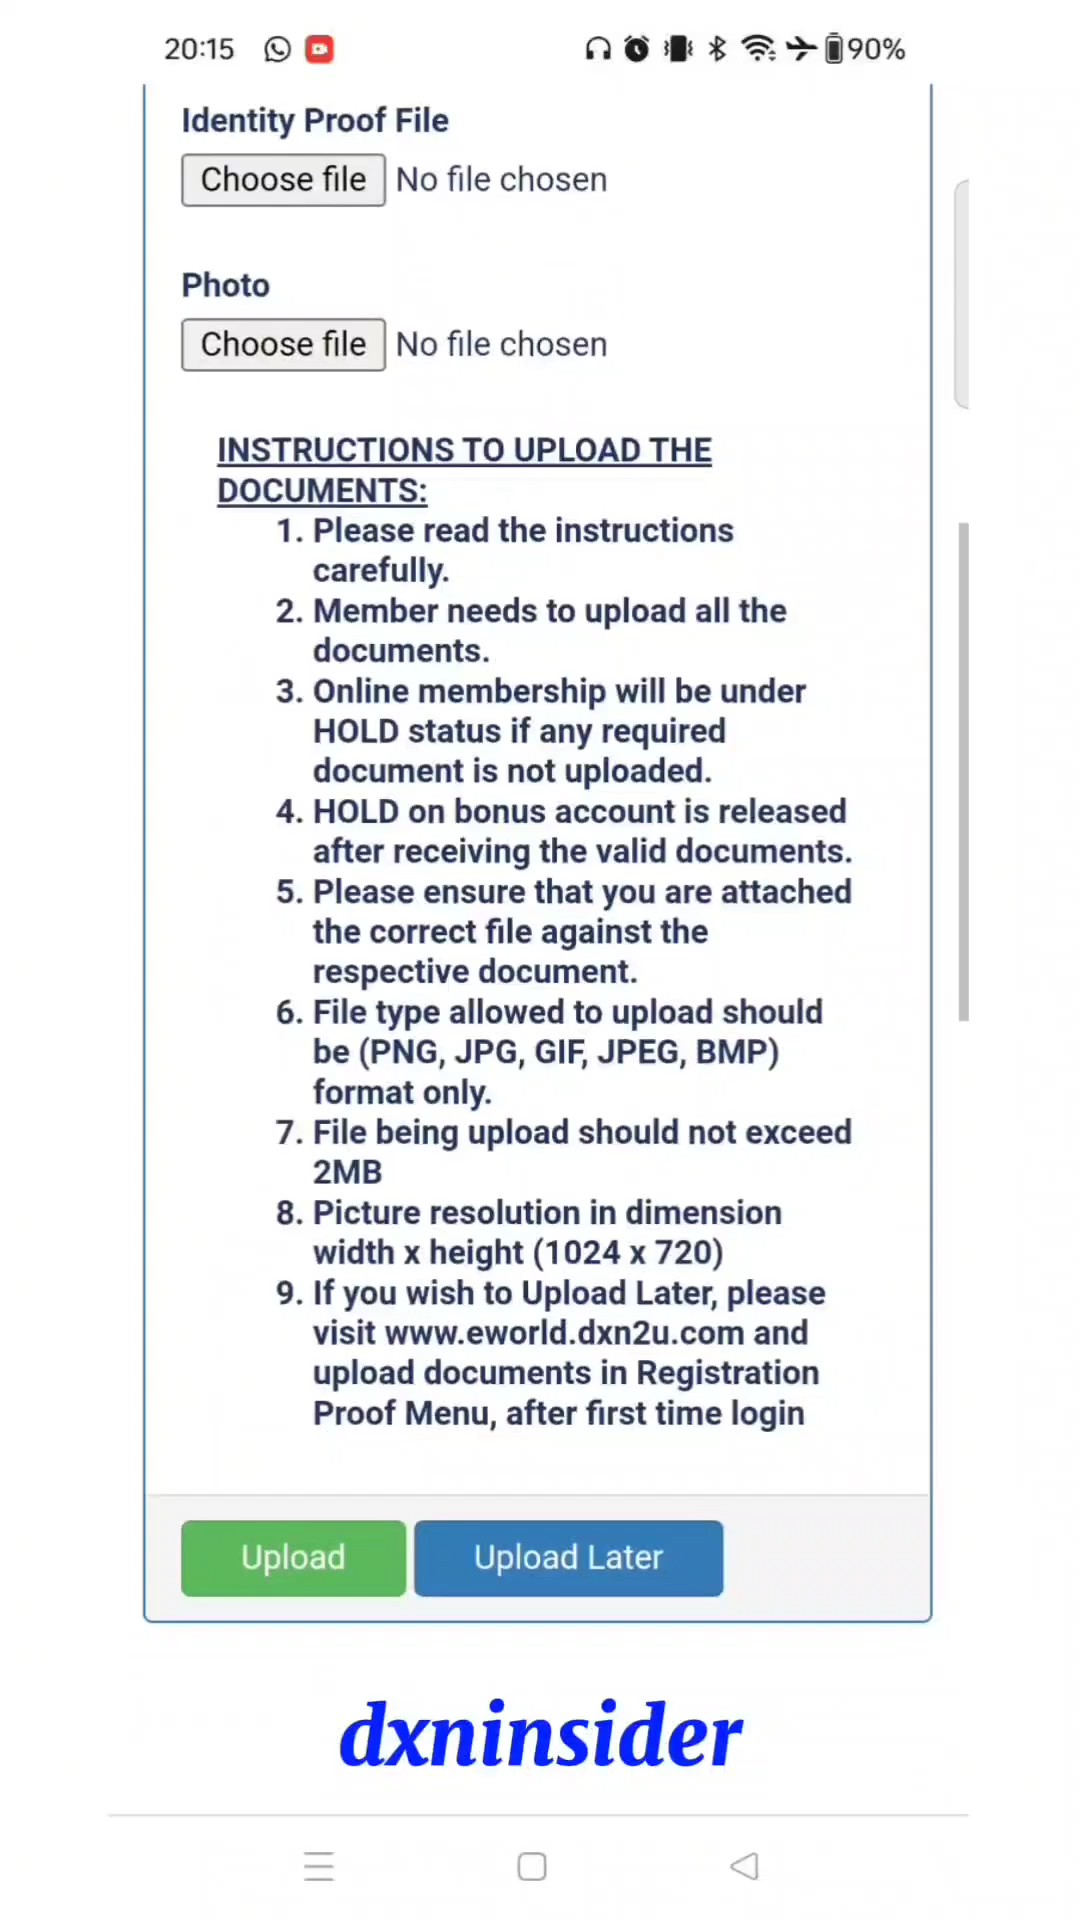 20:15
90%
Identity Proof File
Choose file No file chosen
Photo
Choose file No file chosen
INSTRUCTIONS TO UPLOAD THE
DOCUMENTS:
1. Please read the instructions
carefully.
2. Member needs to upload all the
documents.
3. Online membership will be under
HOLD status if any required
document is not uploaded.
4. HOLD on bonus account is released
after receiving the valid documents.
5. Please ensure that you are attached
the correct file against the
respective document.
6. File type allowed to upload should
be (PNG, JPG, GIF, JPEG, BMP)
format only.
7. File being upload should not exceed
2MB
8. Picture resolution in dimension
width x height (1024 x 720)
9. If you wish to Upload Later, please
visit www.eworld.dxn2u.com and
upload documents in Registration
Proof Menu, after first time login
Upload Upload Later
dxninsider